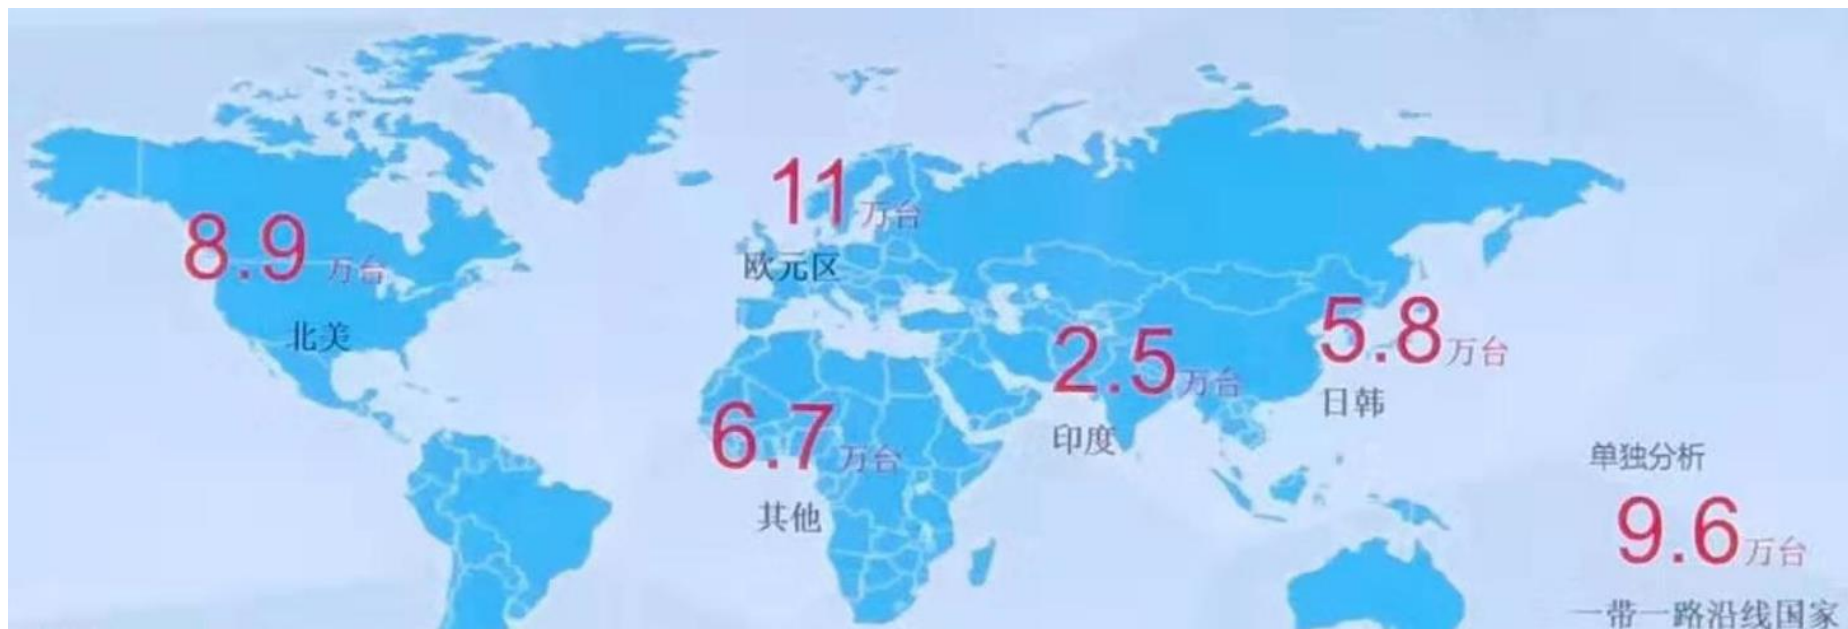 11万台
欧元区
8.9万台
北美
5.8万台
日韩
2.5万台
印度
6.7万台
其他
单独分析
9.6万台
一带一路沿线国家